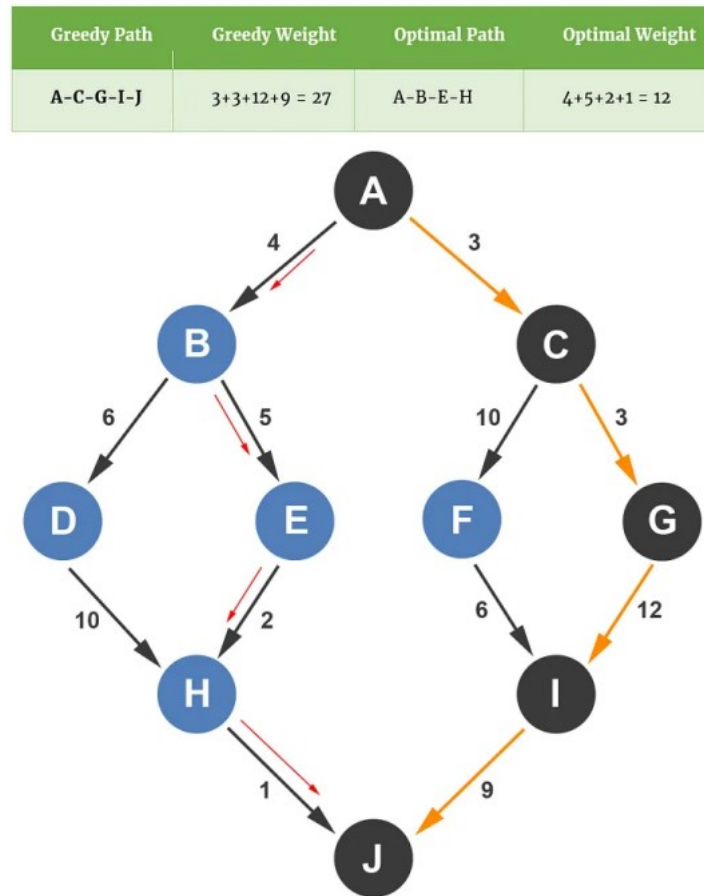 Greedy Path Greedy Weight Optimal Path Optimal Weight
A-C-G-I-J 3+3+12+9 = 27 A-B-E-H 4+5+2+1 = 12
A
4 3
B C
6 5 10 3
D E F G
10 2 6 12
H I
1 9
J